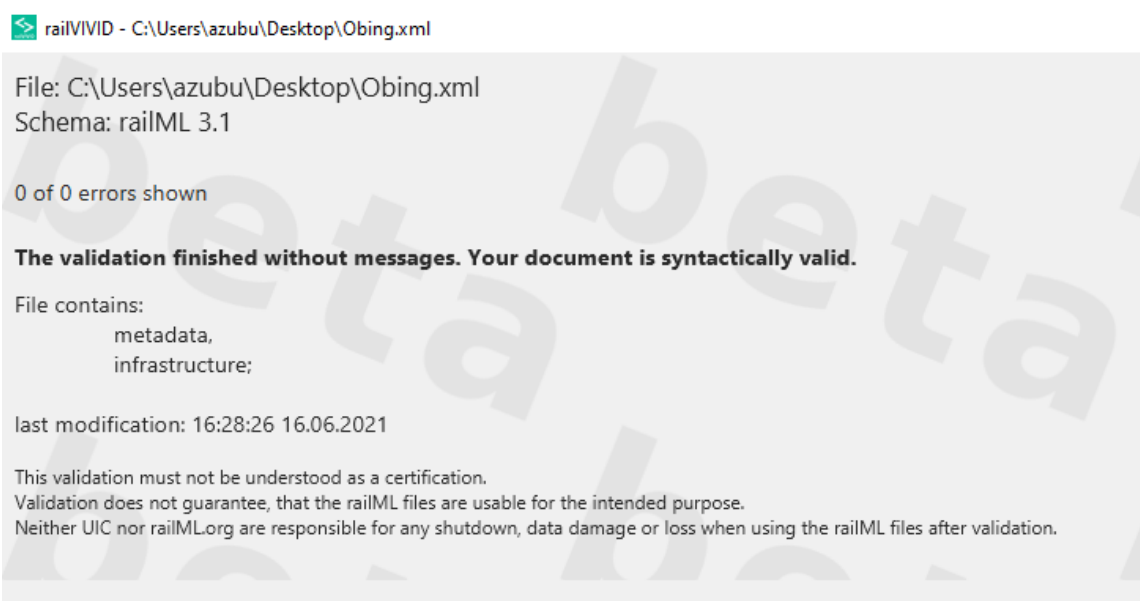 railVIVID - C:\Users\azubu\Desktop\Obing.xml
File: C:\Users\azubu\Desktop\Obing.xml
Schema: railML 3.1
0 of 0 errors shown
The validation finished without messages. Your document is syntactically valid.
File contains:
metadata,
infrastructure;
last modification: 16:28:26 16.06.2021
This validation must not be understood as a certification.
Validation does not guarantee, that the railML files are usable for the intended purpose.
Neither UIC nor railML.org are responsible for any shutdown, data damage or loss when using the railML files after validation.
beta
beta